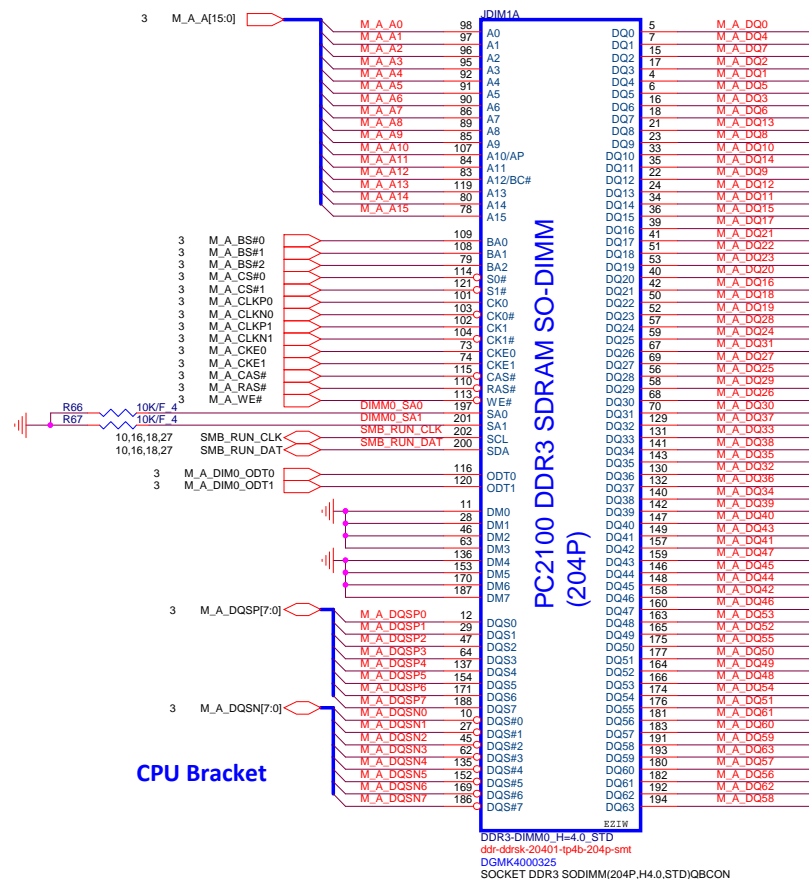 JDIM1A
3 M_A_A[15:0] M_A_A0 98 A0 DQ0 5 M_A_DQ0
M_A_A1 97 A1 DQ1 7 M_A_DQ4
M_A_A2 96 A2 DQ2 15 M_A_DQ7
M_A_A3 95 A3 DQ3 17 M_A_DQ2
M_A_A4 92 A4 DQ4 4 M_A_DQ1
M_A_A5 91 A5 DQ5 6 M_A_DQ5
M_A_A6 90 A6 DQ6 16 M_A_DQ3
M_A_A7 86 A7 DQ7 18 M_A_DQ6
M_A_A8 89 A8 DQ8 21 M_A_DQ13
M_A_A9 85 A9 DQ9 23 M_A_DQ8
M_A_A10 107 A10/AP DQ10 33 M_A_DQ10
M_A_A11 84 A11 DQ11 35 M_A_DQ14
M_A_A12 83 A12/BC# DQ12 22 M_A_DQ9
M_A_A13 119 A13 DQ13 24 M_A_DQ12
M_A_A14 80 A14 DQ14 34 M_A_DQ11
M_A_A15 78 A15 DQ15 36 M_A_DQ15
DQ16 39 M_A_DQ17
3 M_A_BS#0 109 BA0 DQ17 41 M_A_DQ21
3 M_A_BS#1 108 BA1 DQ18 51 M_A_DQ22
3 M_A_BS#2 79 BA2 DQ19 53 M_A_DQ23
3 M_A_CS#0 114 S0# DQ20 40 M_A_DQ20
3 M_A_CS#1 121 S1# DQ21 42 M_A_DQ16
3 M_A_CLKP0 101 CK0 DQ22 50 M_A_DQ18
3 M_A_CLKN0 103 CK0# DQ23 52 M_A_DQ19
3 M_A_CLKP1 102 CK1 DQ24 57 M_A_DQ28
3 M_A_CLKN1 104 CK1# DQ25 59 M_A_DQ24
3 M_A_CKE0 73 CKE0 DQ26 67 M_A_DQ31
3 M_A_CKE1 74 CKE1 DQ27 69 M_A_DQ27
3 M_A_CAS# 115 CAS# DQ28 56 M_A_DQ25
3 M_A_RAS# 110 RAS# DQ29 58 M_A_DQ29
3 M_A_WE# 113 WE# DQ30 68 M_A_DQ26
R66 10K/F_4 DIMM0_SA0 197 SA0 DQ31 70 M_A_DQ30
R67 10K/F_4 DIMM0_SA1 201 SA1 DQ32 129 M_A_DQ37
10,16,18,27 SMB_RUN_CLK SMB_RUN_CLK 202 SCL DQ33 131 M_A_DQ33
10,16,18,27 SMB_RUN_DAT SMB_RUN_DAT 200 SDA DQ34 141 M_A_DQ38
DQ35 143 M_A_DQ35
3 M_A_DIM0_ODT0 116 ODT0 DQ36 130 M_A_DQ32
3 M_A_DIM0_ODT1 120 ODT1 DQ37 132 M_A_DQ36
DQ38 140 M_A_DQ34
11 DM0 DQ39 142 M_A_DQ39
28 DM1 DQ40 147 M_A_DQ40
46 DM2 DQ41 149 M_A_DQ43
63 DM3 DQ42 157 M_A_DQ41
136 DM4 DQ43 159 M_A_DQ47
153 DM5 DQ44 146 M_A_DQ45
170 DM6 DQ45 148 M_A_DQ44
187 DM7 DQ46 158 M_A_DQ42
DQ47 160 M_A_DQ46
3 M_A_DQSP[7:0] M_A_DQSP0 12 DQS0 DQ48 163 M_A_DQ53
M_A_DQSP1 29 DQS1 DQ49 165 M_A_DQ52
M_A_DQSP2 47 DQS2 DQ50 175 M_A_DQ55
M_A_DQSP3 64 DQS3 DQ51 177 M_A_DQ50
M_A_DQSP4 137 DQS4 DQ52 164 M_A_DQ49
M_A_DQSP5 154 DQS5 DQ53 166 M_A_DQ48
M_A_DQSP6 171 DQS6 DQ54 174 M_A_DQ54
M_A_DQSP7 188 DQS7 DQ55 176 M_A_DQ51
3 M_A_DQSN[7:0] M_A_DQSN0 10 DQS#0 DQ56 181 M_A_DQ61
M_A_DQSN1 27 DQS#1 DQ57 183 M_A_DQ60
M_A_DQSN2 45 DQS#2 DQ58 191 M_A_DQ59
M_A_DQSN3 62 DQS#3 DQ59 193 M_A_DQ63
M_A_DQSN4 135 DQS#4 DQ60 180 M_A_DQ57
M_A_DQSN5 152 DQS#5 DQ61 182 M_A_DQ56
M_A_DQSN6 169 DQS#6 DQ62 192 M_A_DQ62
M_A_DQSN7 186 DQS#7 DQ63 194 M_A_DQ58
PC2100 DDR3 SDRAM SO-DIMM
(204P)
CPU Bracket
EZIW
DDR3-DIMM0_H=4.0_STD
ddr-ddrsk-20401-tp4b-204p-smt
DGMK4000325
SOCKET DDR3 SODIMM(204P,H4.0,STD)QBCON